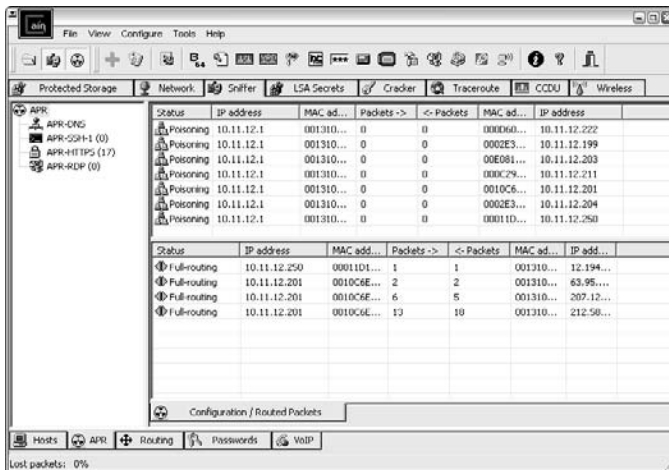 ain
File View Configure Tools Help
Protected Storage Network Sniffer LSA Secrets Cracker Traceroute CCDU Wireless
APR
APR-DNS
APR-SSH-1 (0)
APR-HTTPS (17)
APR-RDP (0)
Status IP address MAC ad... Packets -> <- Packets MAC ad... IP address
Poisoning 10.11.12.1 001310... 0 0 000D60... 10.11.12.222
Poisoning 10.11.12.1 001310... 0 0 0002E3... 10.11.12.199
Poisoning 10.11.12.1 001310... 0 0 00E081... 10.11.12.203
Poisoning 10.11.12.1 001310... 0 0 000C29... 10.11.12.211
Poisoning 10.11.12.1 001310... 0 0 0010C6... 10.11.12.201
Poisoning 10.11.12.1 001310... 0 0 0002E3... 10.11.12.204
Poisoning 10.11.12.1 001310... 0 0 00011D... 10.11.12.250
Status IP address MAC add... Packets -> <- Packets MAC ad... IP add...
Full-routing 10.11.12.250 00011D1... 1 1 001310... 12.194...
Full-routing 10.11.12.201 0010C6E... 2 2 001310... 63.95....
Full-routing 10.11.12.201 0010C6E... 6 5 001310... 207.12...
Full-routing 10.11.12.201 0010C6E... 13 18 001310... 212.58...
Configuration / Routed Packets
Hosts APR Routing Passwords VoIP
Lost packets: 0%